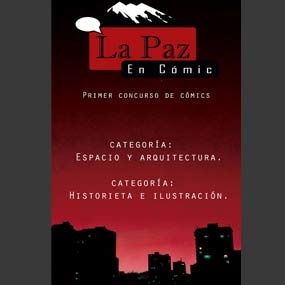 La Paz
En Cómic
Primer concurso de cómics
categoría:
Espacio y arquitectura.
categoría:
Historieta e ilustración.